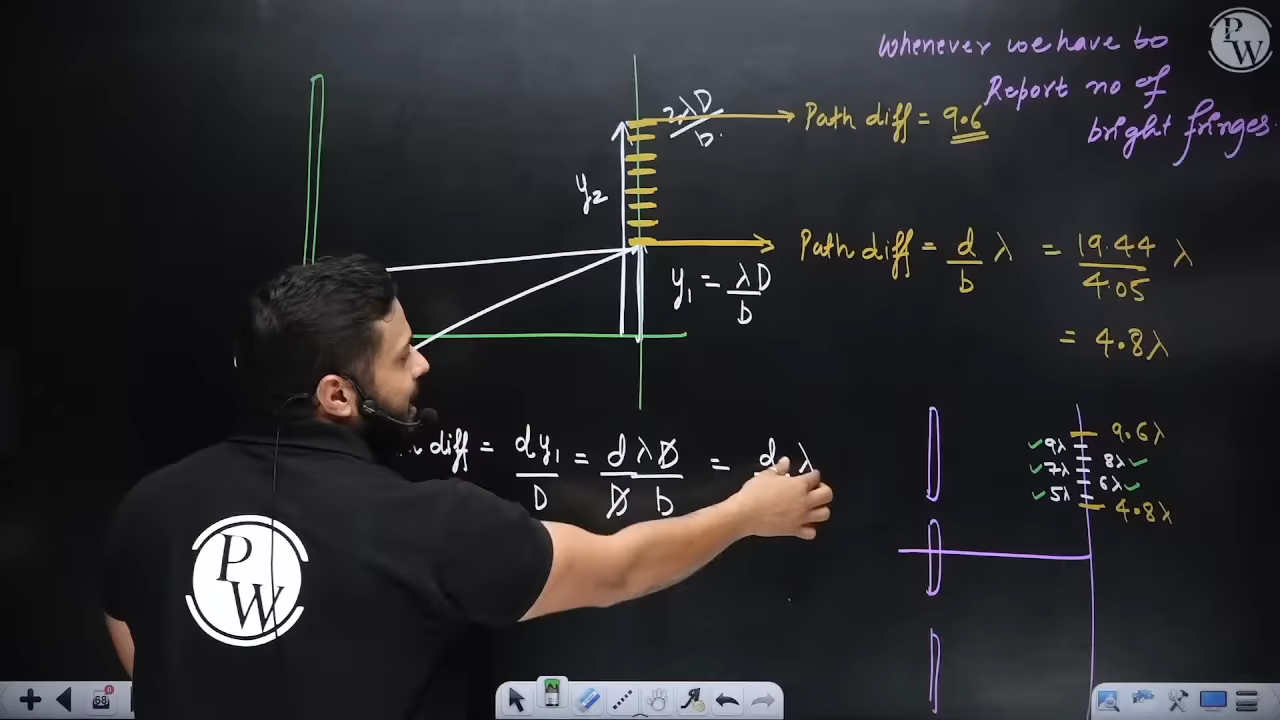 Whenever we have to
Report no of
bright fringes.
P
W
2λD
b
Path diff = 9.6
y₂
Path diff = d/b λ = 19.44/4.05 λ
= 4.8λ
y₁ = λD/b
diff = dy₁/D = dλD/Db = d λ
9.6λ
✓9λ
8λ✓
✓7λ
6λ✓
✓5λ
4.8λ
P
W
68